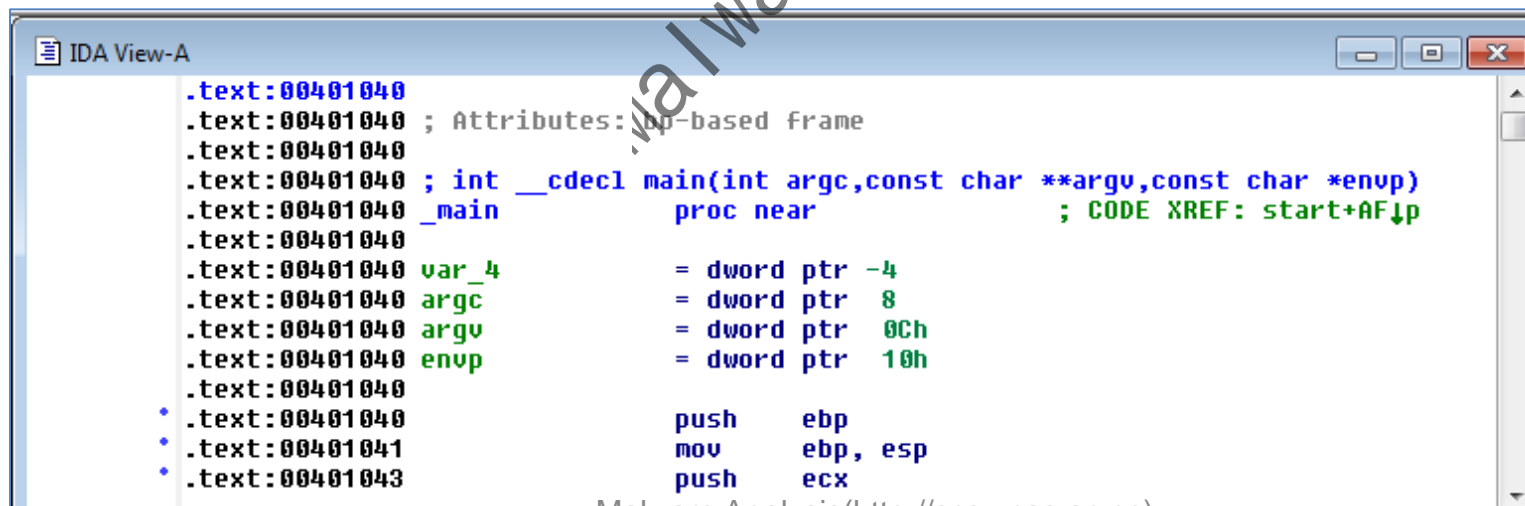 IDA View-A
.text:00401040
.text:00401040 ; Attributes: bp-based frame
.text:00401040
.text:00401040 ; int __cdecl main(int argc,const char **argv,const char *envp)
.text:00401040 _main proc near ; CODE XREF: start+AF↓p
.text:00401040
.text:00401040 var_4 = dword ptr -4
.text:00401040 argc = dword ptr 8
.text:00401040 argv = dword ptr 0Ch
.text:00401040 envp = dword ptr 10h
.text:00401040
.text:00401040 push ebp
.text:00401041 mov ebp, esp
.text:00401043 push ecx